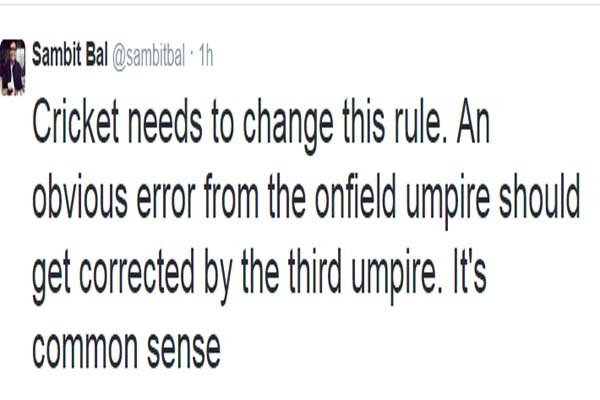 Sambit Bal @sambitbal · 1h
Cricket needs to change this rule. An
obvious error from the onfield umpire should
get corrected by the third umpire. It's
common sense